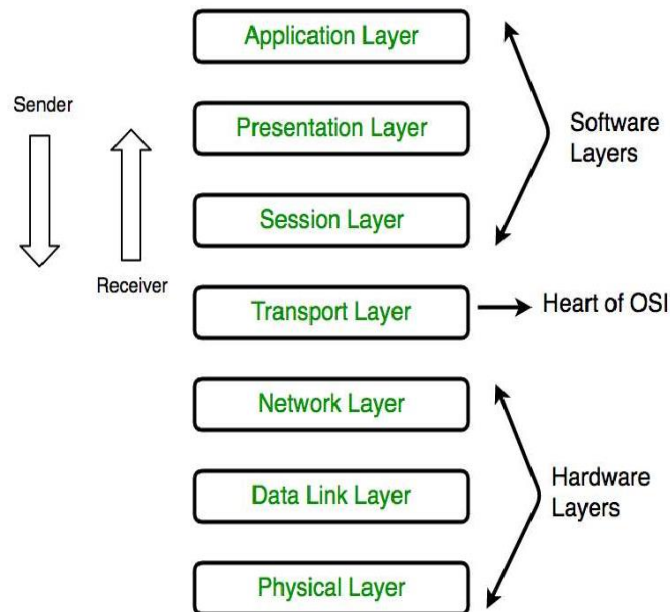 Application Layer
Sender
Presentation Layer
Software
Layers
Session Layer
Receiver
Transport Layer
Heart of OSI
Network Layer
Data Link Layer
Hardware
Layers
Physical Layer